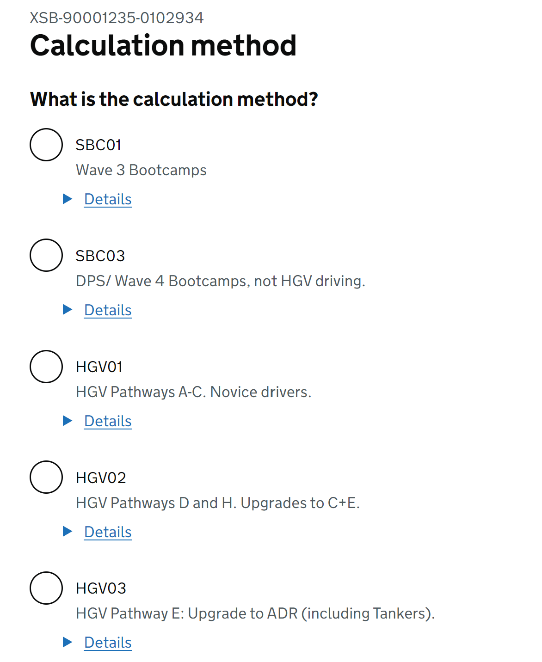 XSB-90001235-0102934
Calculation method
What is the calculation method?
SBC01
Wave 3 Bootcamps
Details
SBC03
DPS/ Wave 4 Bootcamps, not HGV driving.
Details
HGV01
HGV Pathways A-C. Novice drivers.
Details
HGV02
HGV Pathways D and H. Upgrades to C+E.
Details
HGV03
HGV Pathway E: Upgrade to ADR (including Tankers).
Details